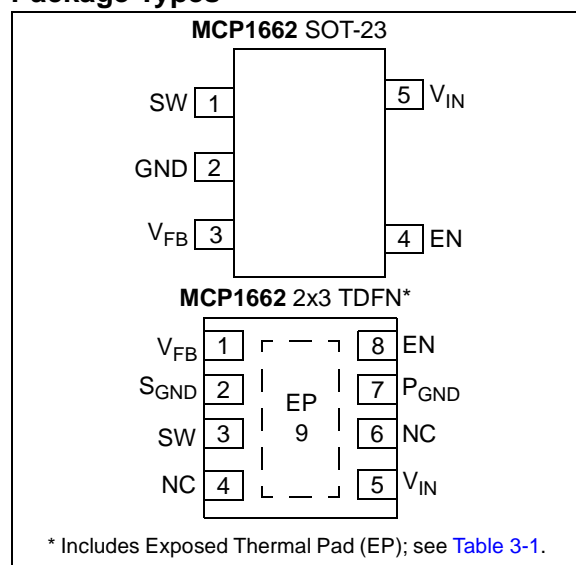 Package Types
MCP1662 SOT-23
SW 1
5 VIN
GND 2
VFB 3
4 EN
MCP1662 2x3 TDFN*
VFB 1
8 EN
SGND 2
EP
7 PGND
SW 3
9
6 NC
NC 4
5 VIN
* Includes Exposed Thermal Pad (EP); see Table 3-1.